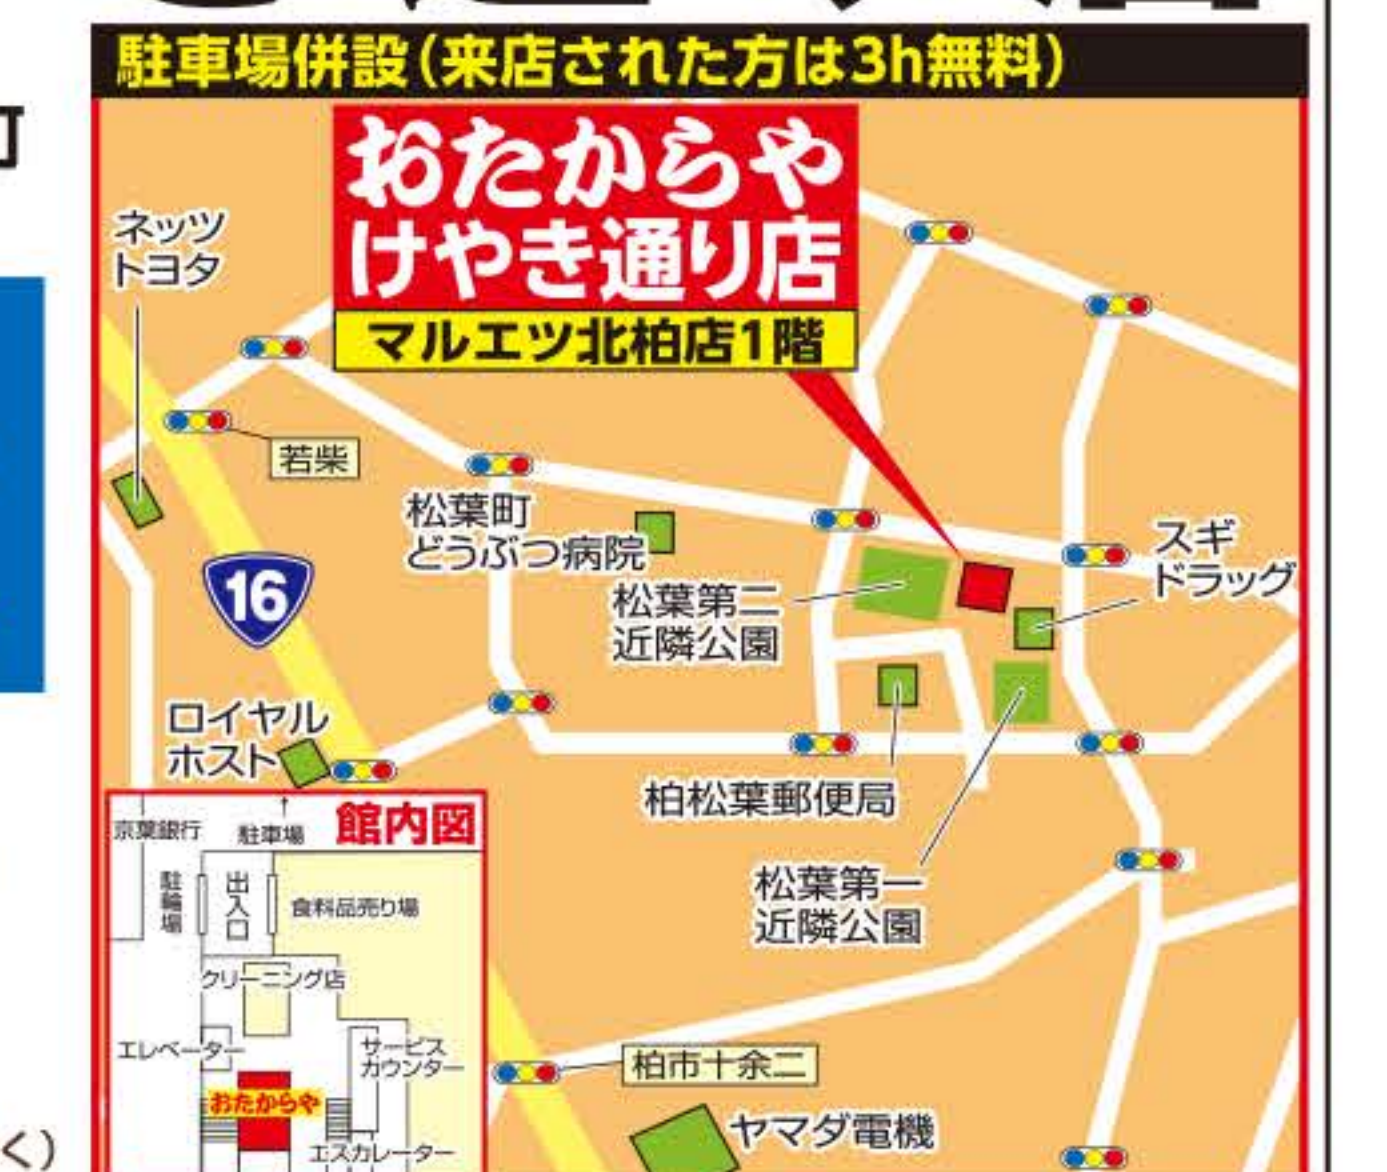 駐車場併設(来店された方は3h無料)
おたからや
けやき通り店
マルエツ北柏店1階
ネッツ
トヨタ
若柴
松葉町
どうぶつ病院
スギ
ドラッグ
16
松葉第二
近隣公園
ロイヤル
ホスト
柏松葉郵便局
松葉第一
近隣公園
館内図
京葉銀行
駐車場
駐輪場
出入口
食料品売り場
クリーニング店
エレベーター
サービス
カウンター
おたからや
エスカレーター
柏市十余二
ヤマダ電機
く)